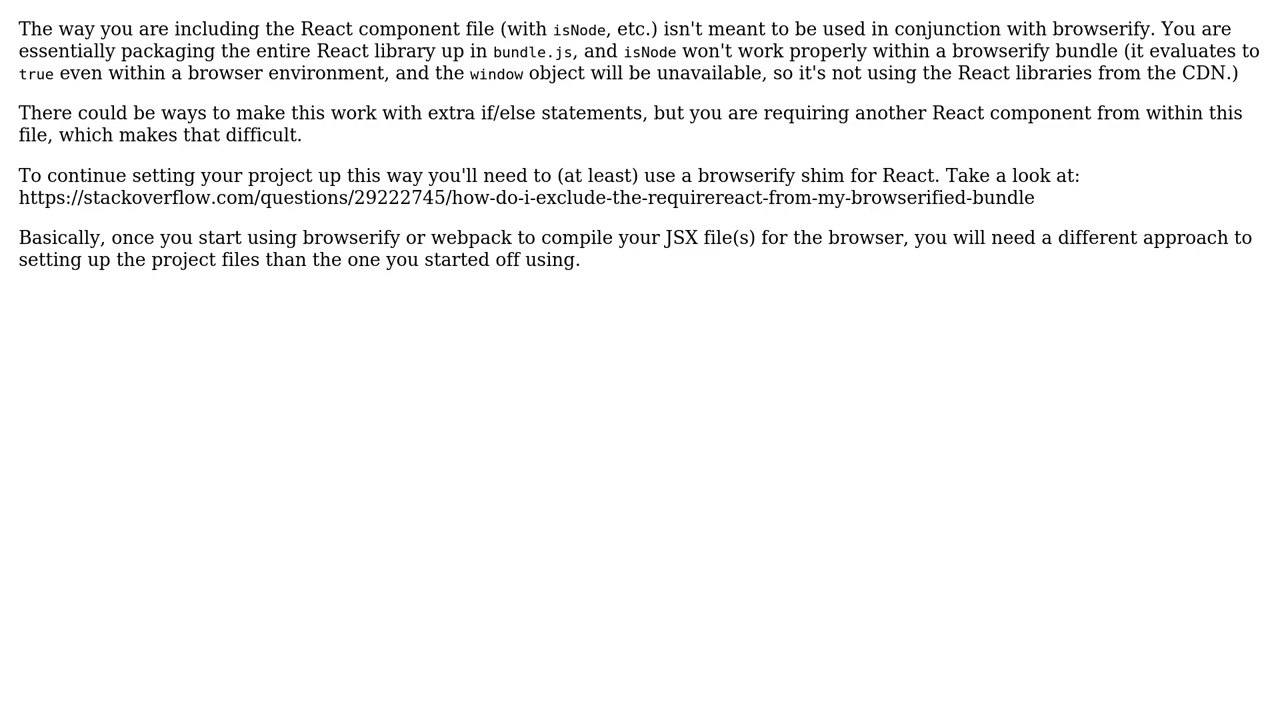 The way you are including the React component file (with isNode, etc.) isn't meant to be used in conjunction with browserify. You are
essentially packaging the entire React library up in bundle.js, and isNode won't work properly within a browserify bundle (it evaluates to
true even within a browser environment, and the window object will be unavailable, so it's not using the React libraries from the CDN.)
There could be ways to make this work with extra if/else statements, but you are requiring another React component from within this
file, which makes that difficult.
To continue setting your project up this way you'll need to (at least) use a browserify shim for React. Take a look at:
https://stackoverflow.com/questions/29222745/how-do-i-exclude-the-requirereact-from-my-browserified-bundle
Basically, once you start using browserify or webpack to compile your JSX file(s) for the browser, you will need a different approach to
setting up the project files than the one you started off using.